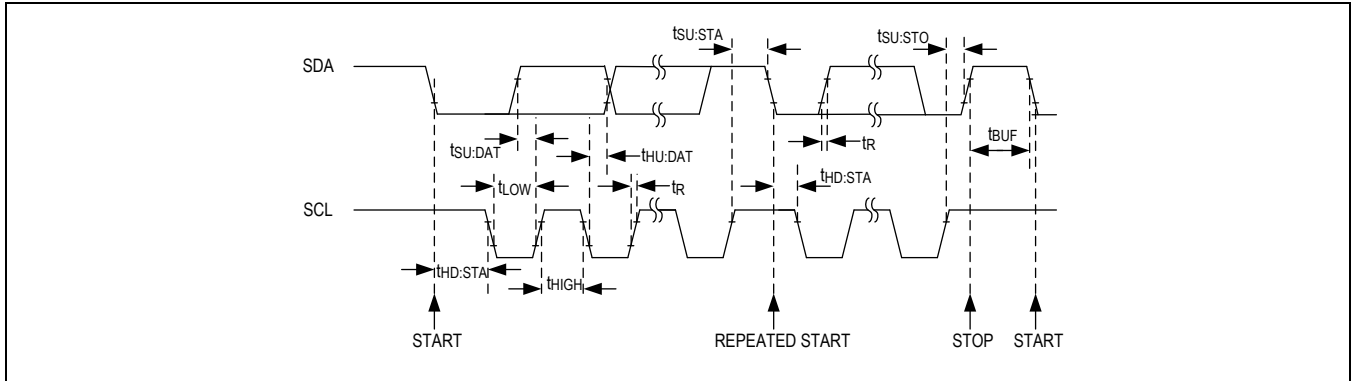 tSU:STA
tSU:STO
SDA
tBUF
tR
tSU:DAT
tHU:DAT
tLOW
tR
tHD:STA
SCL
tHD:STA
tHIGH
START
REPEATED START
STOP
START